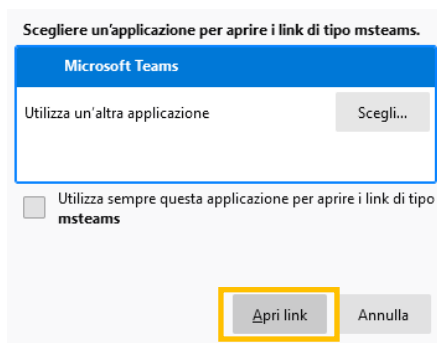 Scegliere un'applicazione per aprire i link di tipo msteams.
Microsoft Teams
Utilizza un'altra applicazione
Scegli...
Utilizza sempre questa applicazione per aprire i link di tipo
msteams
Apri link
Annulla